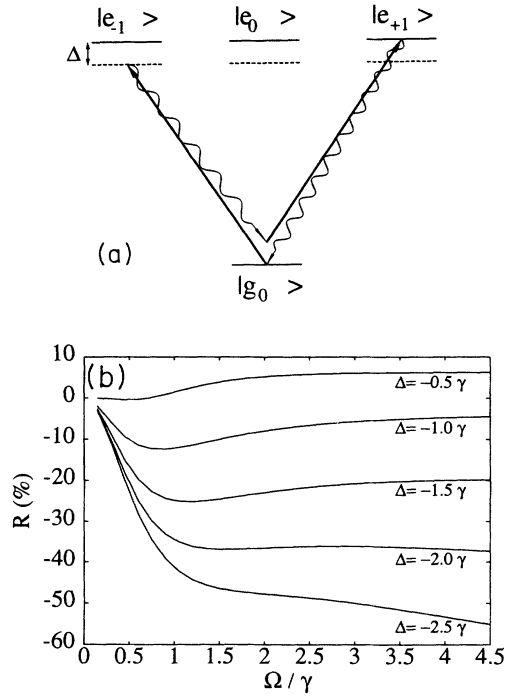 |e₋₁ > |e₀ > |e₊₁ >
Δ
(a)
|g₀ >
(b)
10
0
-10
-20
-30
-40
-50
-60
R (%)
Δ= −0.5 γ
Δ= −1.0 γ
Δ= −1.5 γ
Δ= −2.0 γ
Δ= −2.5 γ
0 0.5 1 1.5 2 2.5 3 3.5 4 4.5
Ω / γ